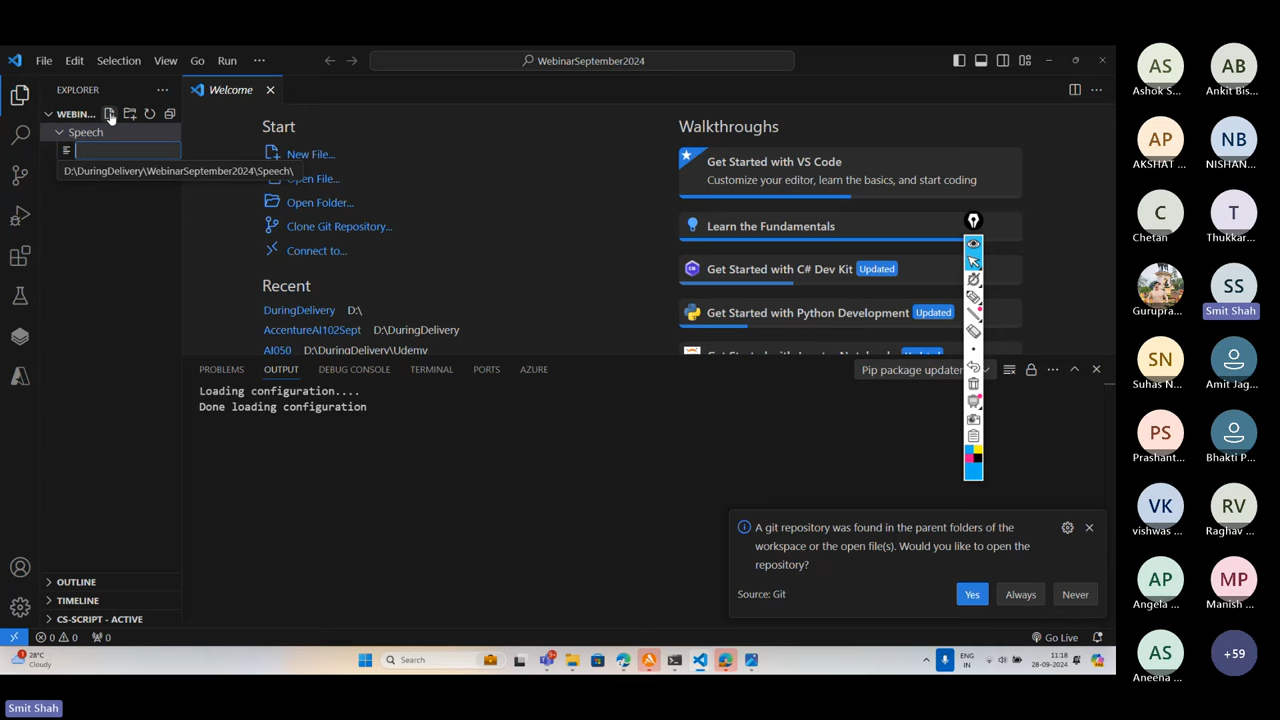 File Edit Selection View Go Run ···
WebinarSeptember2024
EXPLORER
WEBIN...
Speech
D:\DuringDelivery\WebinarSeptember2024\Speech\
Welcome
Start
New File...
Open File...
Open Folder...
Clone Git Repository...
Connect to...
Recent
DuringDelivery D:\
AccentureAI102Sept D:\DuringDelivery
AI050 D:\DuringDelivery\Udemy
Walkthroughs
Get Started with VS Code
Customize your editor, learn the basics, and start coding
Learn the Fundamentals
Get Started with C# Dev Kit Updated
Get Started with Python Development Updated
PROBLEMS OUTPUT DEBUG CONSOLE TERMINAL PORTS AZURE
Pip package updater
Loading configuration....
Done loading configuration
A git repository was found in the parent folders of the
workspace or the open file(s). Would you like to open the
repository?
Source: Git
Yes Always Never
OUTLINE
TIMELINE
CS-SCRIPT - ACTIVE
0 0 0
Go Live
28°C
Cloudy
Search
ENG
IN
11:18
28-09-2024
AS AB
Ashok S... Ankit Bis...
AP NB
AKSHAT ... NISHAN...
C T
Chetan Thukkar...
SS
Gurupra... Smit Shah
SN
Suhas N... Amit Jag...
PS
Prashant... Bhakti P...
VK RV
vishwas ... Raghav ...
AP MP
Angela ... Manish ...
AS +59
Aneena ...
Smit Shah